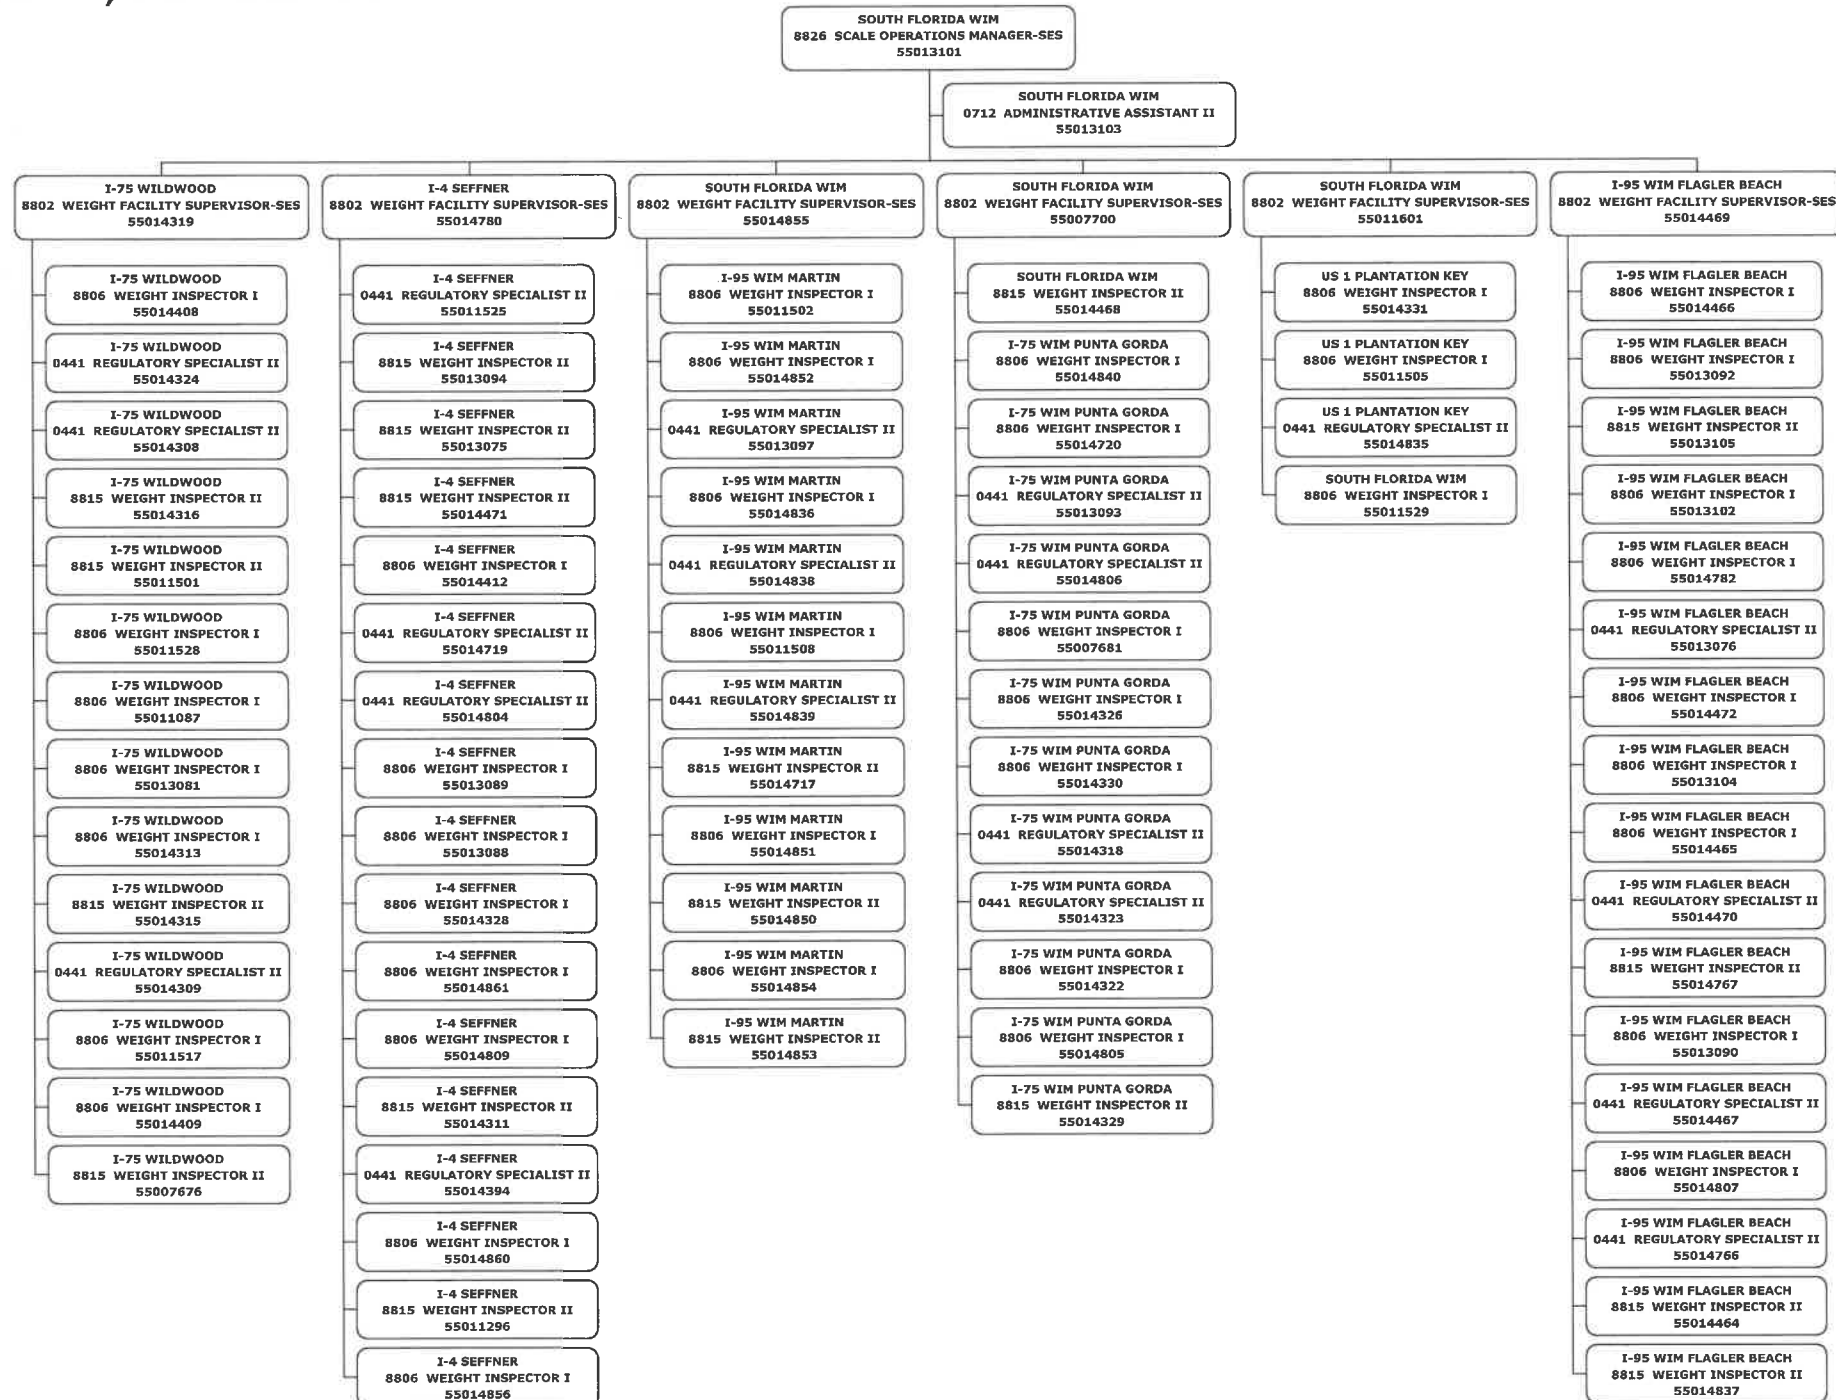 SOUTH FLORIDA WIM
8826 SCALE OPERATIONS MANAGER-SES
55013101
SOUTH FLORIDA WIM
0712 ADMINISTRATIVE ASSISTANT II
55013103
I-75 WILDWOOD
8802 WEIGHT FACILITY SUPERVISOR-SES
55014319
I-75 WILDWOOD
8806 WEIGHT INSPECTOR I
55014408
I-75 WILDWOOD
0441 REGULATORY SPECIALIST II
55014324
I-75 WILDWOOD
0441 REGULATORY SPECIALIST II
55014308
I-75 WILDWOOD
8815 WEIGHT INSPECTOR II
55014316
I-75 WILDWOOD
8815 WEIGHT INSPECTOR II
55011501
I-75 WILDWOOD
8806 WEIGHT INSPECTOR I
55011528
I-75 WILDWOOD
8806 WEIGHT INSPECTOR I
55011087
I-75 WILDWOOD
8806 WEIGHT INSPECTOR I
55013081
I-75 WILDWOOD
8806 WEIGHT INSPECTOR I
55014313
I-75 WILDWOOD
8815 WEIGHT INSPECTOR II
55014315
I-75 WILDWOOD
0441 REGULATORY SPECIALIST II
55014309
I-75 WILDWOOD
8806 WEIGHT INSPECTOR I
55011517
I-75 WILDWOOD
8806 WEIGHT INSPECTOR I
55014409
I-75 WILDWOOD
8815 WEIGHT INSPECTOR II
55007676
I-4 SEFFNER
8802 WEIGHT FACILITY SUPERVISOR-SES
55014780
I-4 SEFFNER
0441 REGULATORY SPECIALIST II
55011525
I-4 SEFFNER
8815 WEIGHT INSPECTOR II
55013094
I-4 SEFFNER
8815 WEIGHT INSPECTOR II
55013075
I-4 SEFFNER
8815 WEIGHT INSPECTOR II
55014471
I-4 SEFFNER
8806 WEIGHT INSPECTOR I
55014412
I-4 SEFFNER
0441 REGULATORY SPECIALIST II
55014719
I-4 SEFFNER
0441 REGULATORY SPECIALIST II
55014804
I-4 SEFFNER
8806 WEIGHT INSPECTOR I
55013089
I-4 SEFFNER
8806 WEIGHT INSPECTOR I
55013088
I-4 SEFFNER
8806 WEIGHT INSPECTOR I
55014328
I-4 SEFFNER
8806 WEIGHT INSPECTOR I
55014861
I-4 SEFFNER
8806 WEIGHT INSPECTOR I
55014809
I-4 SEFFNER
8815 WEIGHT INSPECTOR II
55014311
I-4 SEFFNER
0441 REGULATORY SPECIALIST II
55014394
I-4 SEFFNER
8806 WEIGHT INSPECTOR I
55014860
I-4 SEFFNER
8815 WEIGHT INSPECTOR II
55011296
I-4 SEFFNER
8806 WEIGHT INSPECTOR I
55014856
SOUTH FLORIDA WIM
8802 WEIGHT FACILITY SUPERVISOR-SES
55014855
I-95 WIM MARTIN
8806 WEIGHT INSPECTOR I
55011502
I-95 WIM MARTIN
8806 WEIGHT INSPECTOR I
55014852
I-95 WIM MARTIN
0441 REGULATORY SPECIALIST II
55013097
I-95 WIM MARTIN
8806 WEIGHT INSPECTOR I
55014836
I-95 WIM MARTIN
0441 REGULATORY SPECIALIST II
55014838
I-95 WIM MARTIN
8806 WEIGHT INSPECTOR I
55011508
I-95 WIM MARTIN
0441 REGULATORY SPECIALIST II
55014839
I-95 WIM MARTIN
8815 WEIGHT INSPECTOR II
55014717
I-95 WIM MARTIN
8806 WEIGHT INSPECTOR I
55014851
I-95 WIM MARTIN
8815 WEIGHT INSPECTOR II
55014850
I-95 WIM MARTIN
8806 WEIGHT INSPECTOR I
55014854
I-95 WIM MARTIN
8815 WEIGHT INSPECTOR II
55014853
SOUTH FLORIDA WIM
8802 WEIGHT FACILITY SUPERVISOR-SES
55007700
SOUTH FLORIDA WIM
8815 WEIGHT INSPECTOR II
55014468
I-75 WIM PUNTA GORDA
8806 WEIGHT INSPECTOR I
55014840
I-75 WIM PUNTA GORDA
8806 WEIGHT INSPECTOR I
55014720
I-75 WIM PUNTA GORDA
0441 REGULATORY SPECIALIST II
55013093
I-75 WIM PUNTA GORDA
0441 REGULATORY SPECIALIST II
55014806
I-75 WIM PUNTA GORDA
8806 WEIGHT INSPECTOR I
55007681
I-75 WIM PUNTA GORDA
8806 WEIGHT INSPECTOR I
55014326
I-75 WIM PUNTA GORDA
8806 WEIGHT INSPECTOR I
55014330
I-75 WIM PUNTA GORDA
0441 REGULATORY SPECIALIST II
55014318
I-75 WIM PUNTA GORDA
0441 REGULATORY SPECIALIST II
55014323
I-75 WIM PUNTA GORDA
8806 WEIGHT INSPECTOR I
55014322
I-75 WIM PUNTA GORDA
8806 WEIGHT INSPECTOR I
55014805
I-75 WIM PUNTA GORDA
8815 WEIGHT INSPECTOR II
55014329
SOUTH FLORIDA WIM
8802 WEIGHT FACILITY SUPERVISOR-SES
55011601
US 1 PLANTATION KEY
8806 WEIGHT INSPECTOR I
55014331
US 1 PLANTATION KEY
8806 WEIGHT INSPECTOR I
55011505
US 1 PLANTATION KEY
0441 REGULATORY SPECIALIST II
55014835
SOUTH FLORIDA WIM
8806 WEIGHT INSPECTOR I
55011529
I-95 WIM FLAGLER BEACH
8802 WEIGHT FACILITY SUPERVISOR-SES
55014469
I-95 WIM FLAGLER BEACH
8806 WEIGHT INSPECTOR I
55014466
I-95 WIM FLAGLER BEACH
8806 WEIGHT INSPECTOR I
55013092
I-95 WIM FLAGLER BEACH
8815 WEIGHT INSPECTOR II
55013105
I-95 WIM FLAGLER BEACH
8806 WEIGHT INSPECTOR I
55013102
I-95 WIM FLAGLER BEACH
8806 WEIGHT INSPECTOR I
55014782
I-95 WIM FLAGLER BEACH
0441 REGULATORY SPECIALIST II
55013076
I-95 WIM FLAGLER BEACH
8806 WEIGHT INSPECTOR I
55014472
I-95 WIM FLAGLER BEACH
8806 WEIGHT INSPECTOR I
55013104
I-95 WIM FLAGLER BEACH
8806 WEIGHT INSPECTOR I
55014465
I-95 WIM FLAGLER BEACH
0441 REGULATORY SPECIALIST II
55014470
I-95 WIM FLAGLER BEACH
8815 WEIGHT INSPECTOR II
55014767
I-95 WIM FLAGLER BEACH
8806 WEIGHT INSPECTOR I
55013090
I-95 WIM FLAGLER BEACH
0441 REGULATORY SPECIALIST II
55014467
I-95 WIM FLAGLER BEACH
8806 WEIGHT INSPECTOR I
55014807
I-95 WIM FLAGLER BEACH
0441 REGULATORY SPECIALIST II
55014766
I-95 WIM FLAGLER BEACH
8815 WEIGHT INSPECTOR II
55014464
I-95 WIM FLAGLER BEACH
8815 WEIGHT INSPECTOR II
55014837